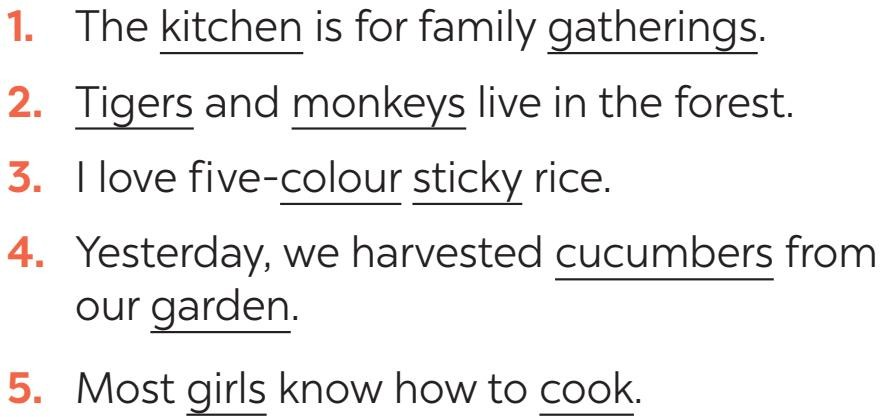 1. The kitchen is for family gatherings.
2. Tigers and monkeys live in the forest.
3. I love five-colour sticky rice.
4. Yesterday, we harvested cucumbers from
our garden.
5. Most girls know how to cook.